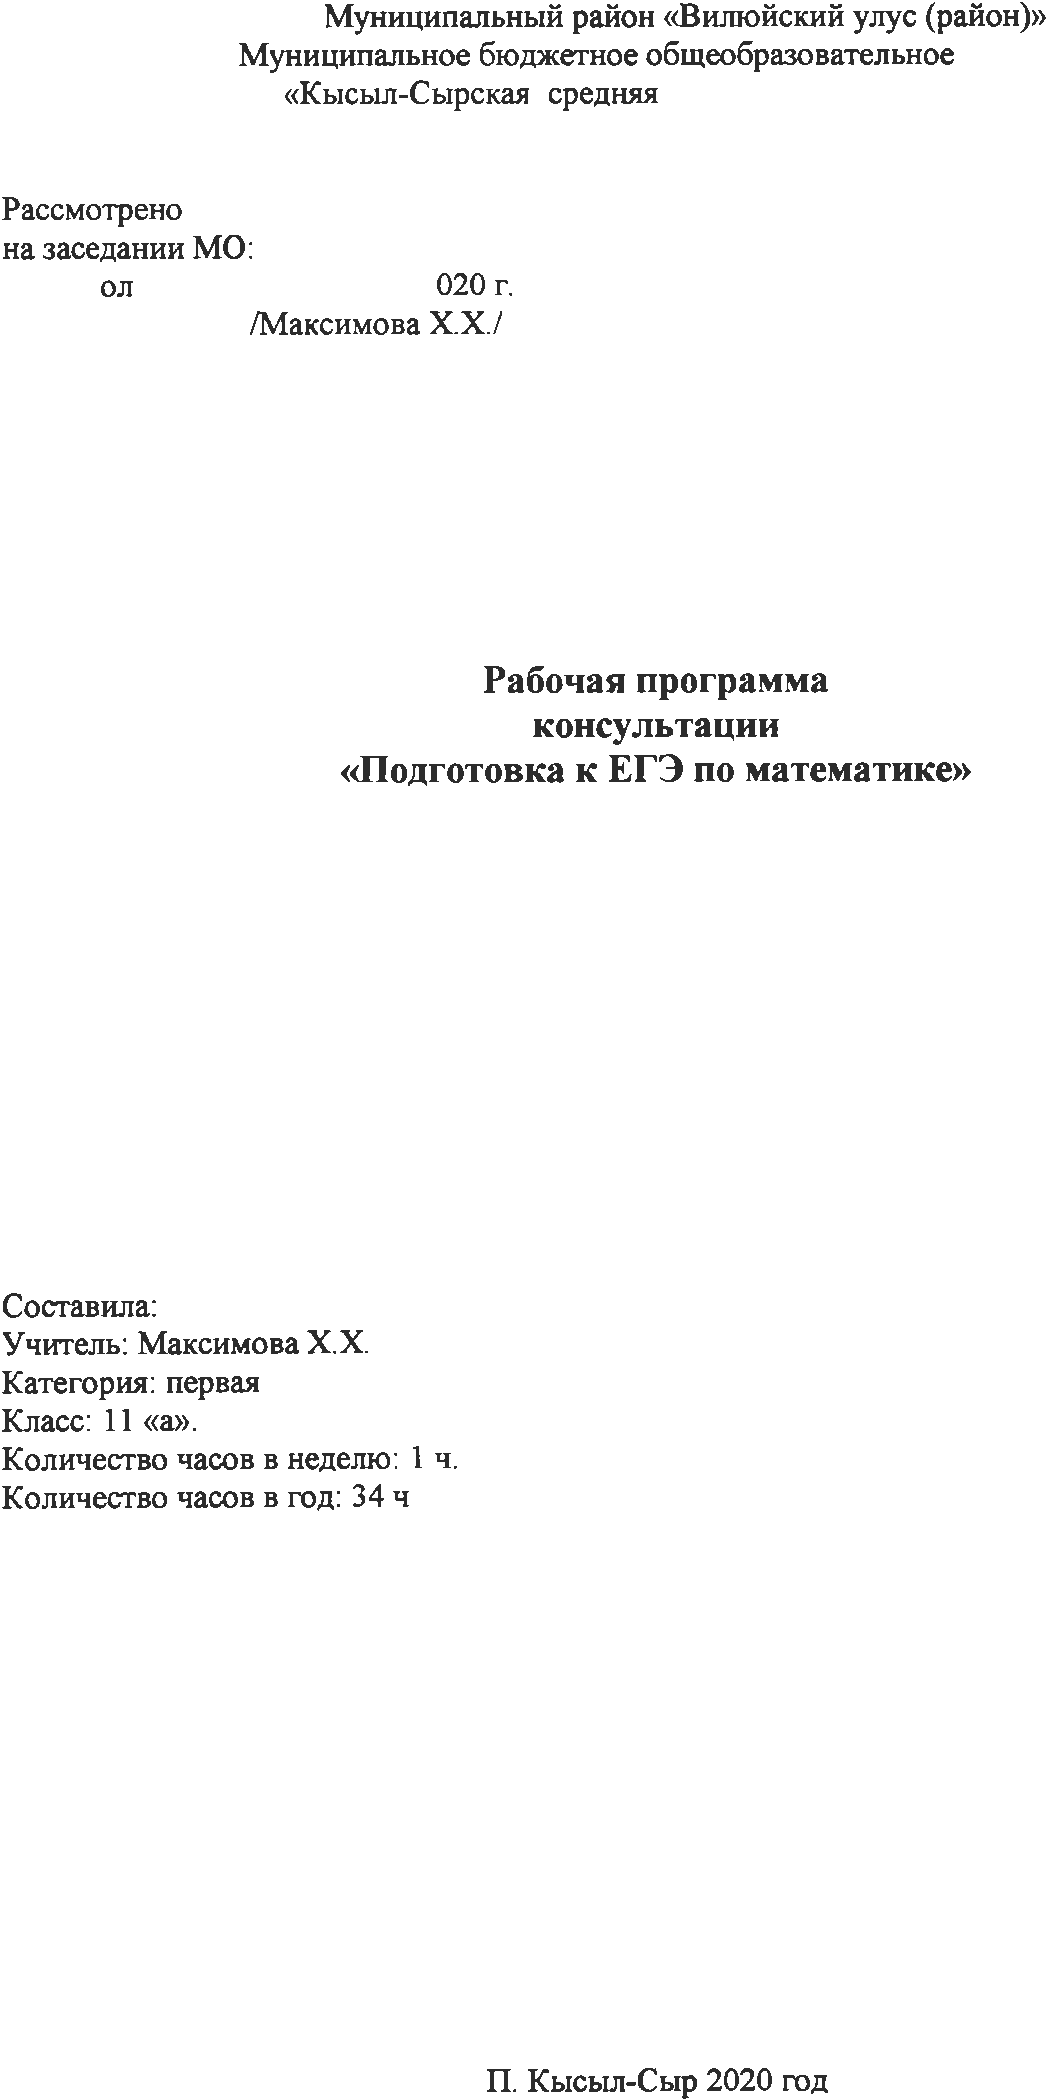 Муниципальный район «Вилюйский улус (район)»
Муниципальное бюджетное общеобразовательное
«Кысыл-Сырская средняя
Рассмотрено
на заседании МО:
ол 020 г.
/Максимова Х.Х./
Рабочая программа
консультации
«Подготовка к ЕГЭ по математике»
Составила:
Учитель: Максимова Х.Х.
Категория: первая
Класс: 11 «а».
Количество часов в неделю: 1 ч.
Количество часов в год: 34 ч
П. Кысыл-Сыр 2020 год